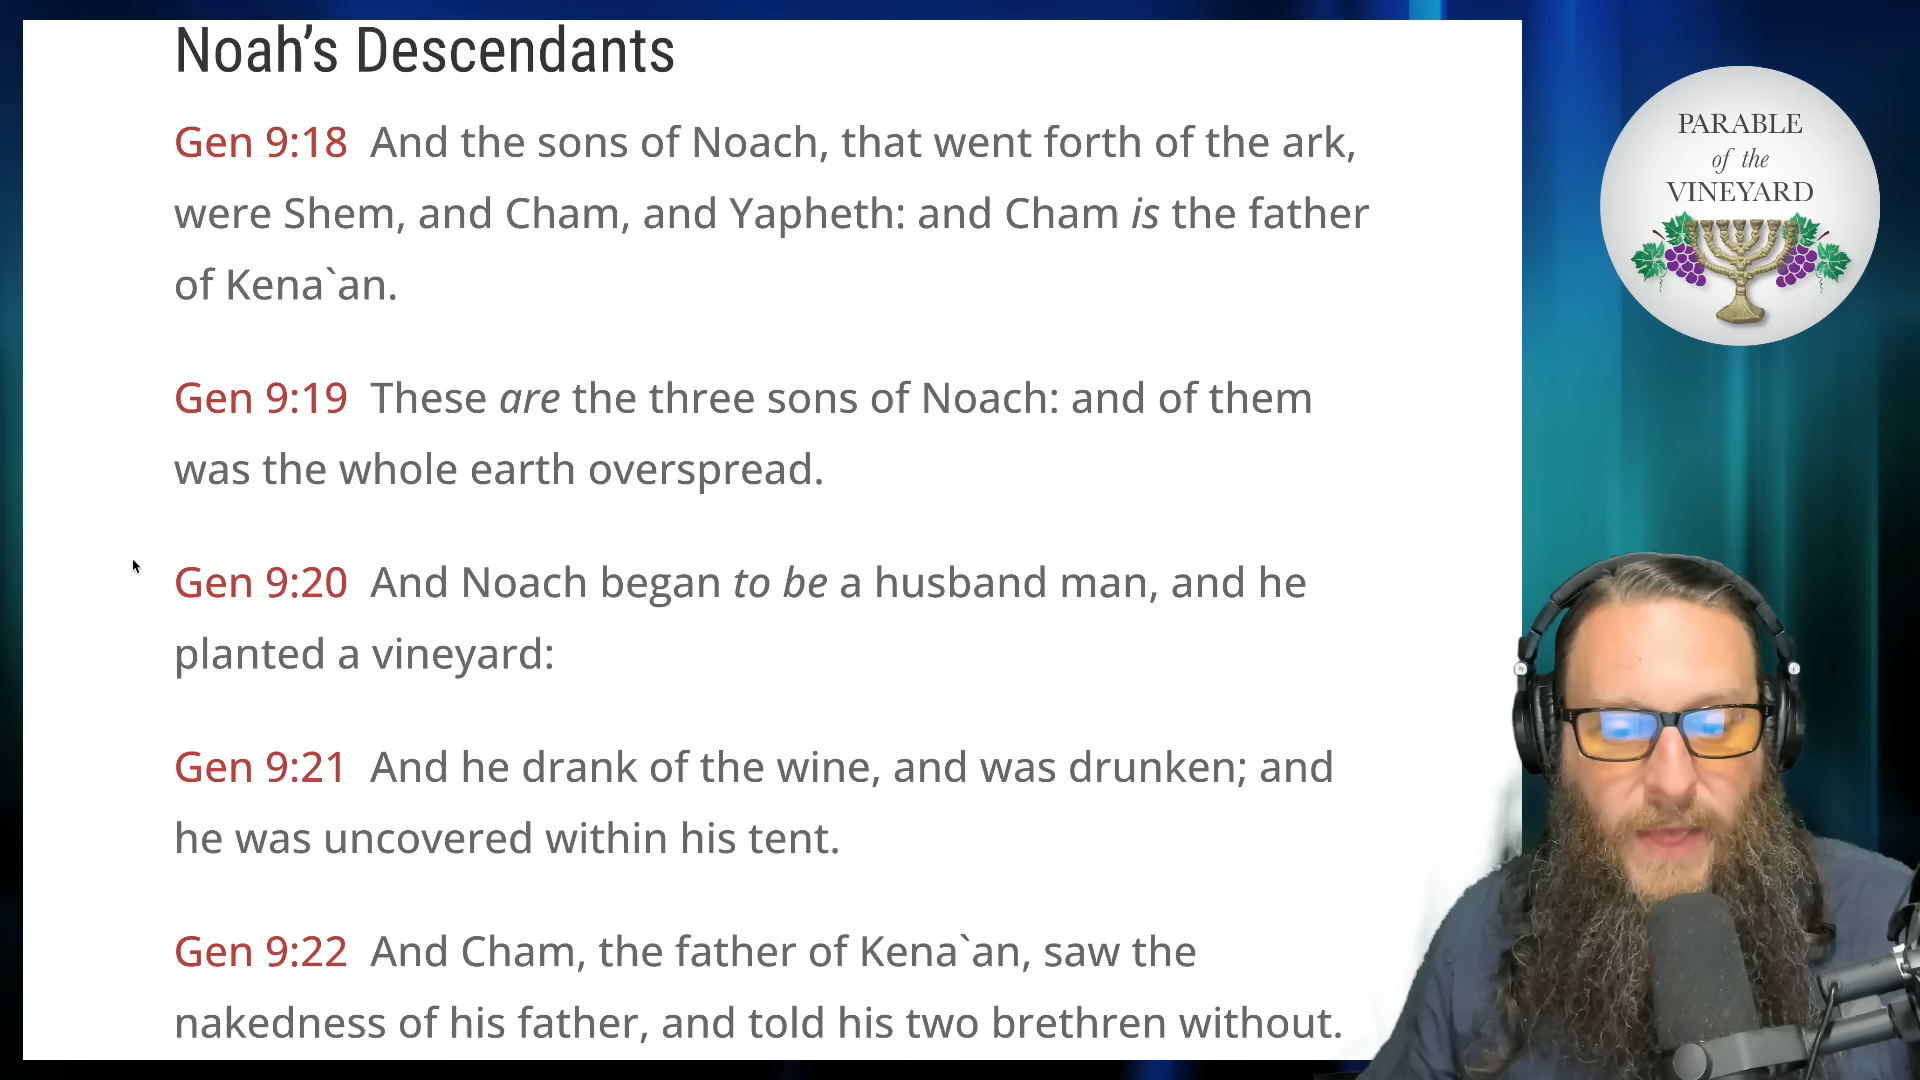 Noah’s Descendants
Gen 9:18 And the sons of Noach, that went forth of the ark,
were Shem, and Cham, and Yapheth: and Cham is the father
of Kena`an.
Gen 9:19 These are the three sons of Noach: and of them
was the whole earth overspread.
Gen 9:20 And Noach began to be a husband man, and he
planted a vineyard:
Gen 9:21 And he drank of the wine, and was drunken; and
he was uncovered within his tent.
Gen 9:22 And Cham, the father of Kena`an, saw the
nakedness of his father, and told his two brethren without.
PARABLE
of the
VINEYARD